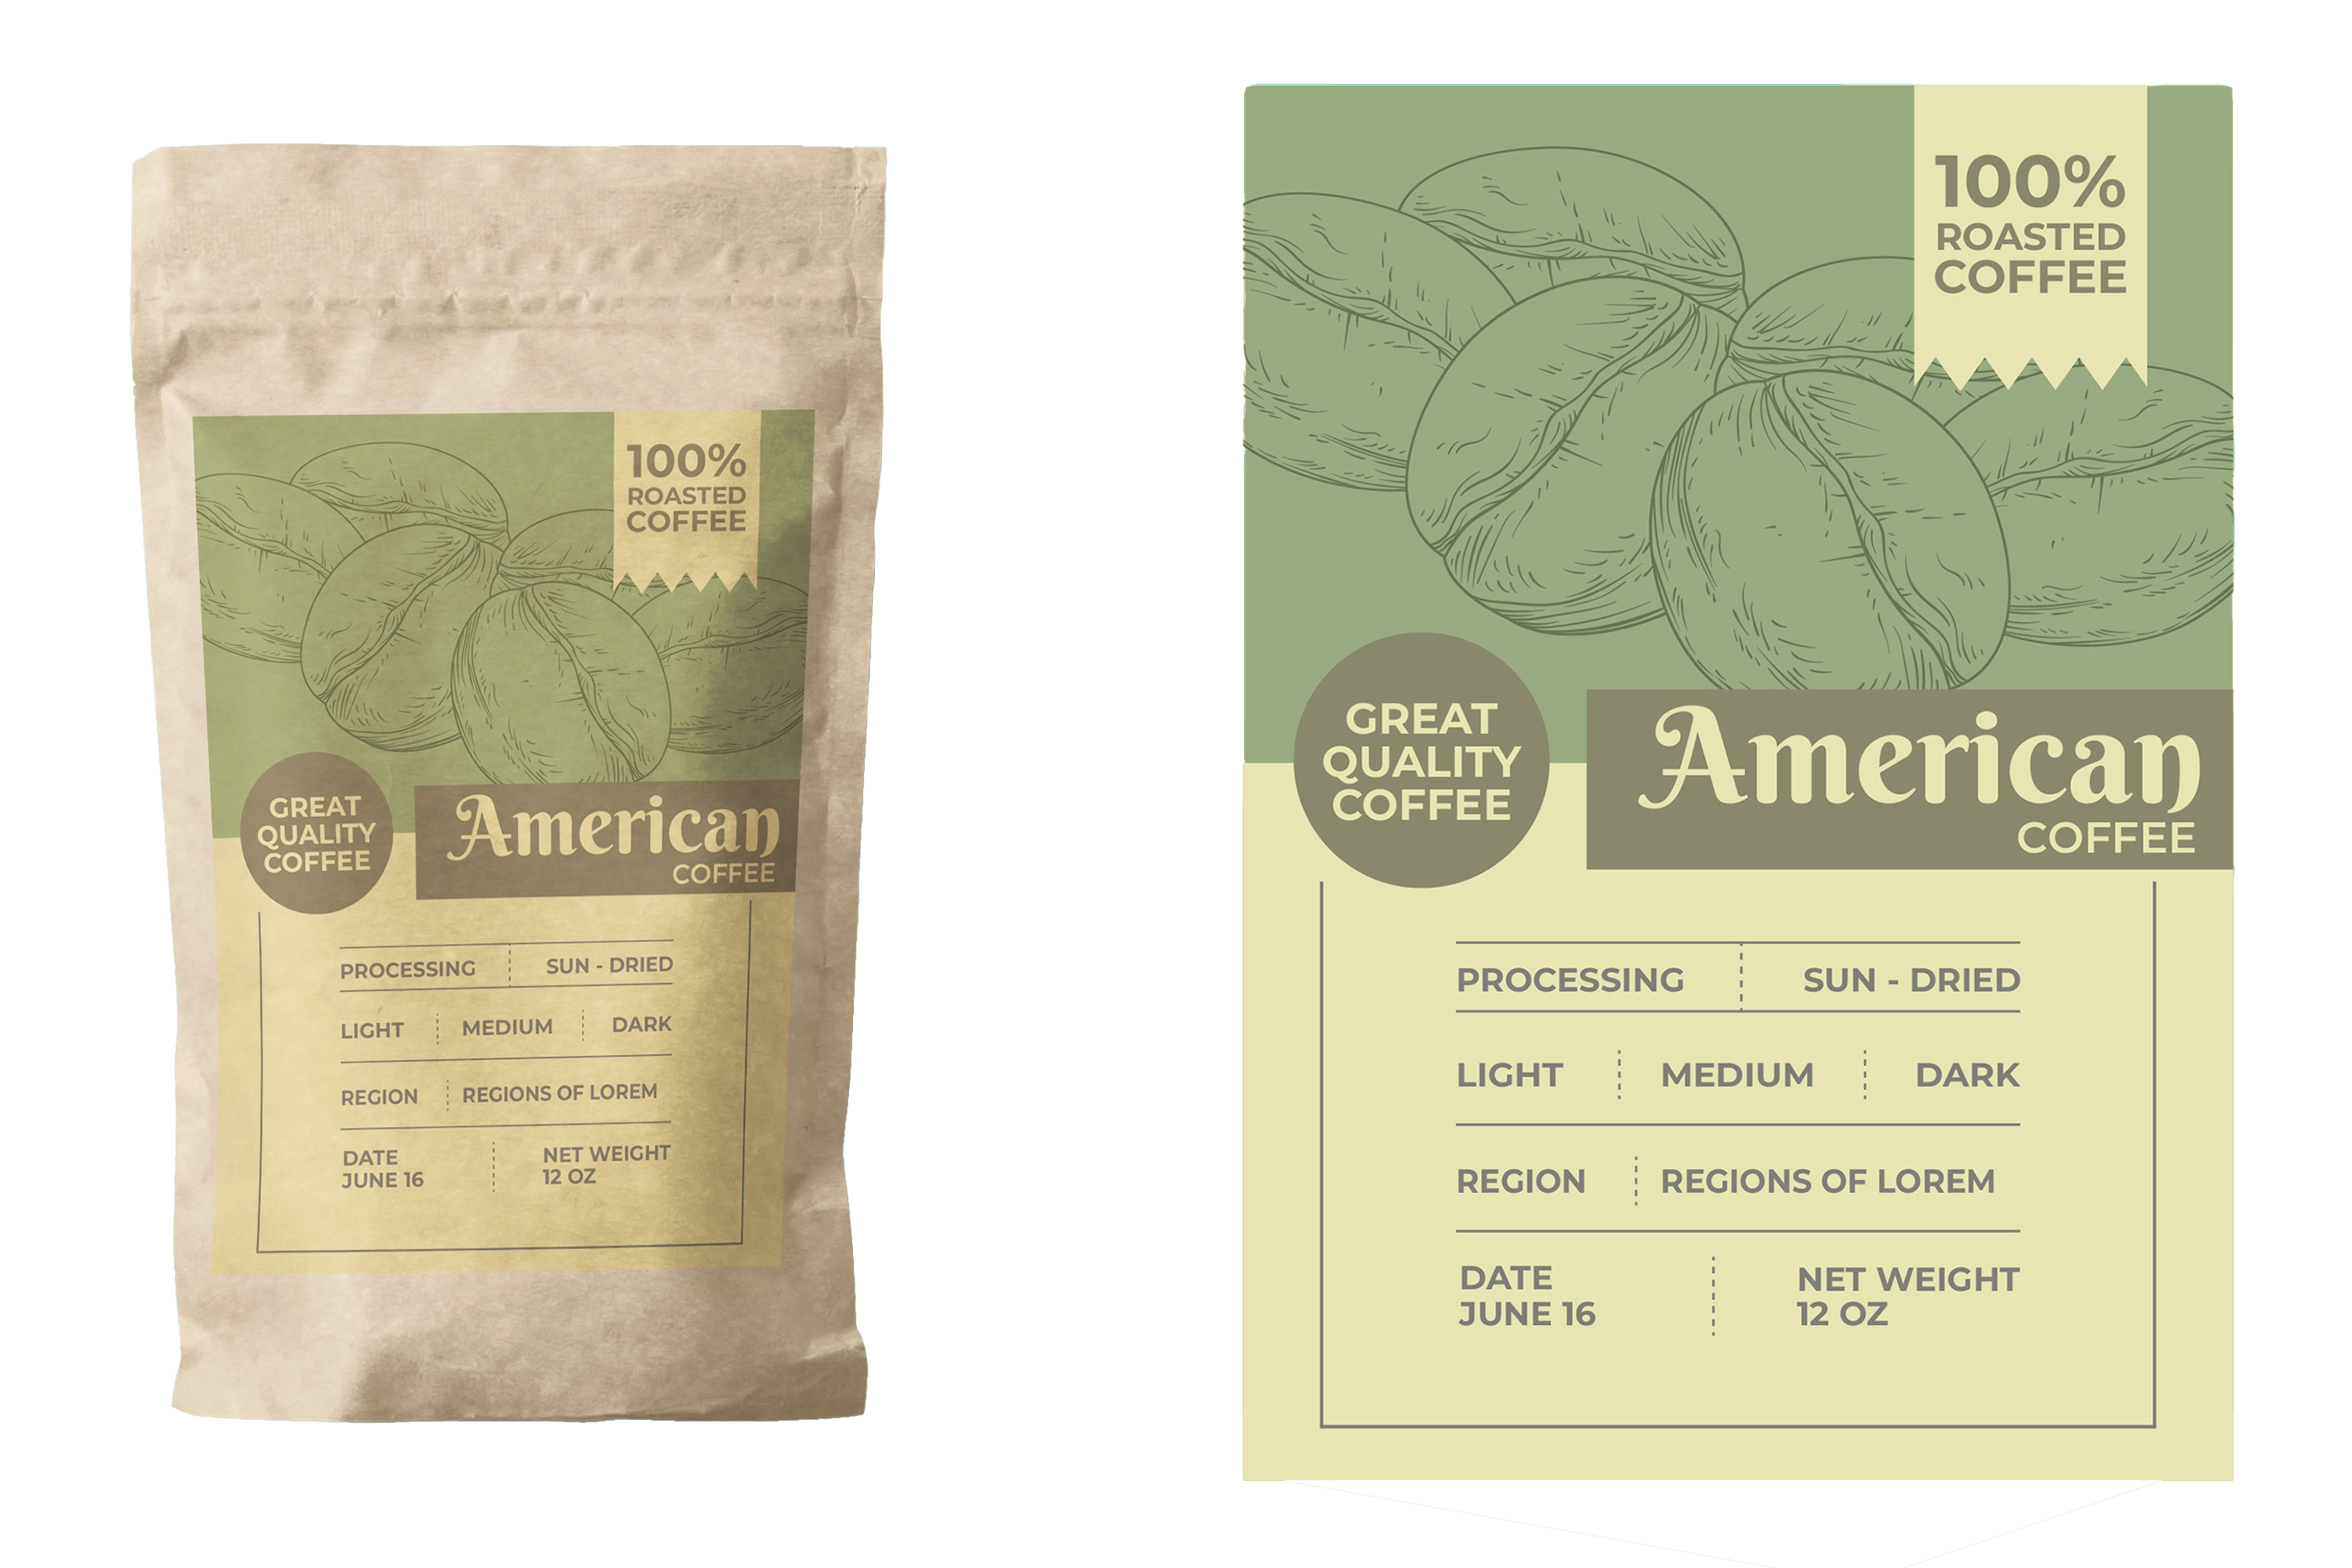 100%
ROASTED
COFFEE
GREAT
QUALITY
COFFEE
American
COFFEE
PROCESSING SUN - DRIED
LIGHT MEDIUM DARK
REGION REGIONS OF LOREM
DATE NET WEIGHT
JUNE 16 12 OZ
100%
ROASTED
COFFEE
GREAT
QUALITY
COFFEE
American
COFFEE
PROCESSING SUN - DRIED
LIGHT MEDIUM DARK
REGION REGIONS OF LOREM
DATE NET WEIGHT
JUNE 16 12 OZ